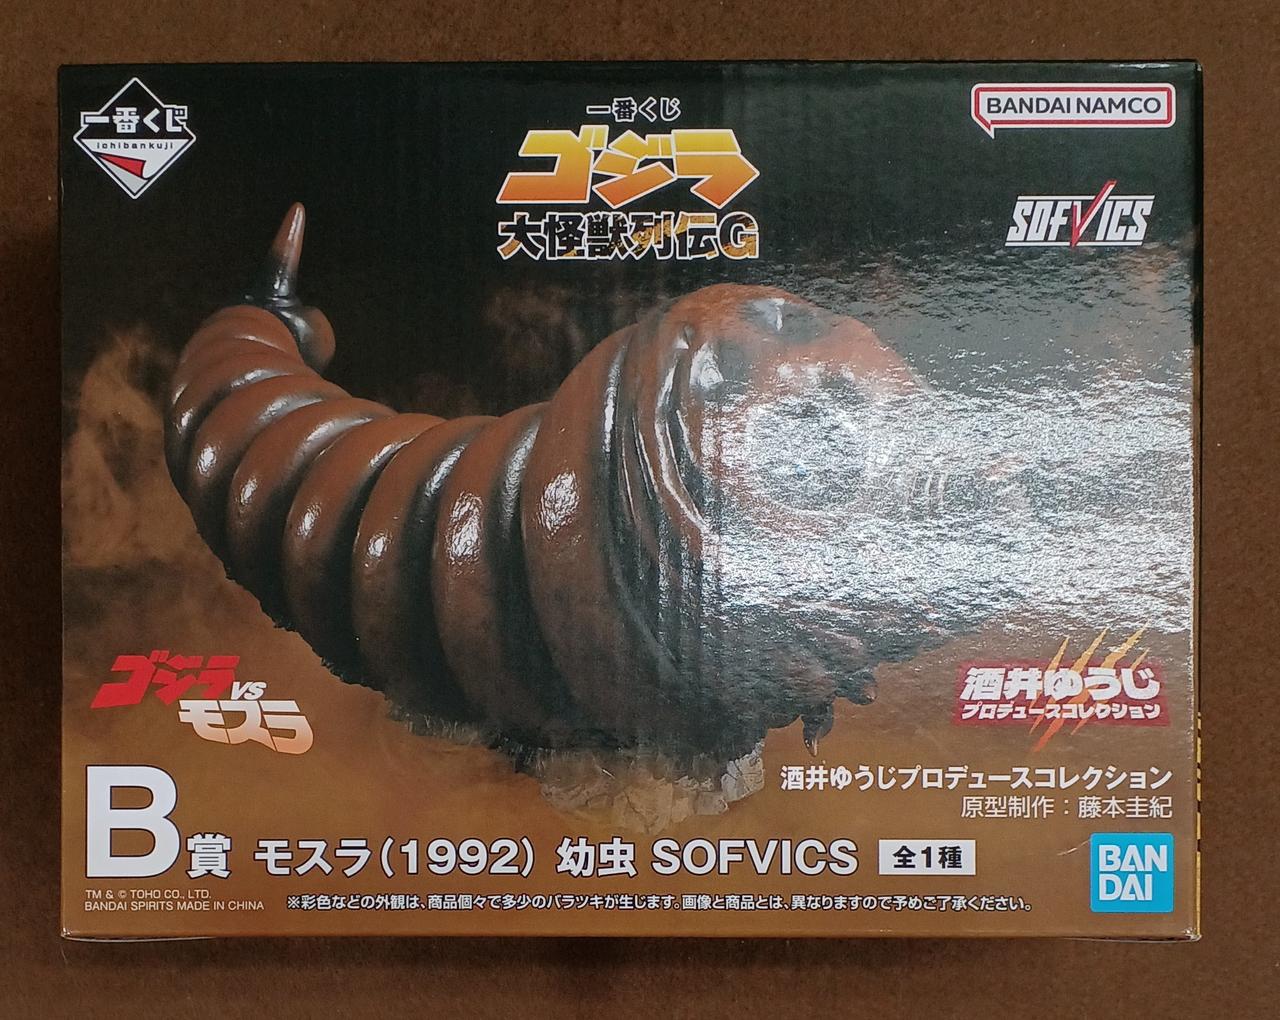 一番くじ
ichibankuji
一番くじ
ゴジラ
大怪獣列伝G
BANDAI NAMCO
SOFVICS
ゴジラ
VS
モスラ
酒井ゆうじ
プロデュースコレクション
酒井ゆうじプロデュースコレクション
原型制作：藤本圭紀
B賞 モスラ(1992) 幼虫 SOFVICS 全1種
TM & © TOHO CO., LTD.
BANDAI SPIRITS MADE IN CHINA
※彩色などの外観は、商品個々で多少のバラツキが生じます。画像と商品とは、異なりますので予めご了承ください。
BAN
DAI